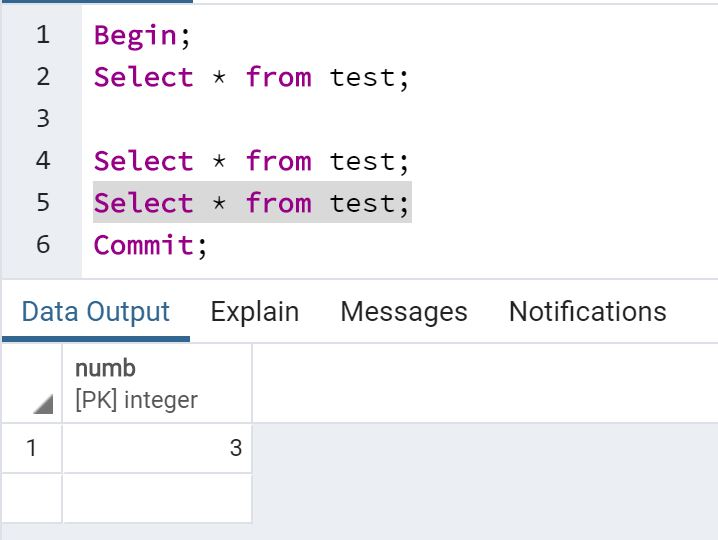 1 Begin;
2 Select * from test;
3
4 Select * from test;
5 Select * from test;
6 Commit;
Data Output Explain Messages Notifications
numb
[PK] integer
1 3